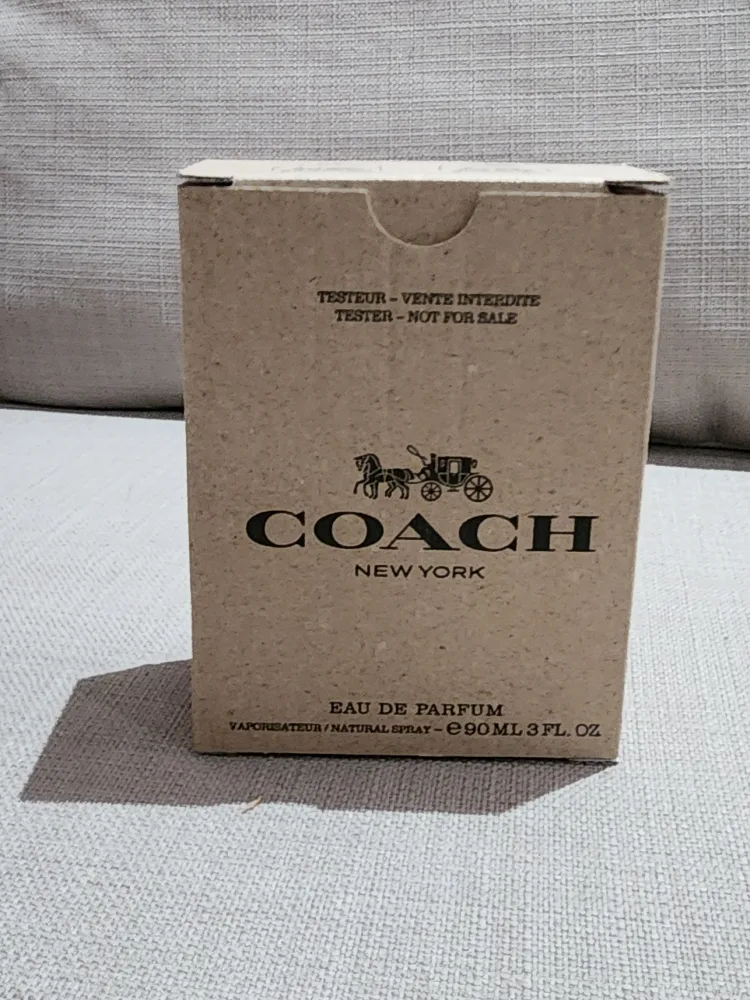 TESTEUR – VENTE INTERDITE
TESTER – NOT FOR SALE
COACH
NEW YORK
EAU DE PARFUM
VAPORISATEUR / NATURAL SPRAY – ℮ 90 ML 3 FL. OZ